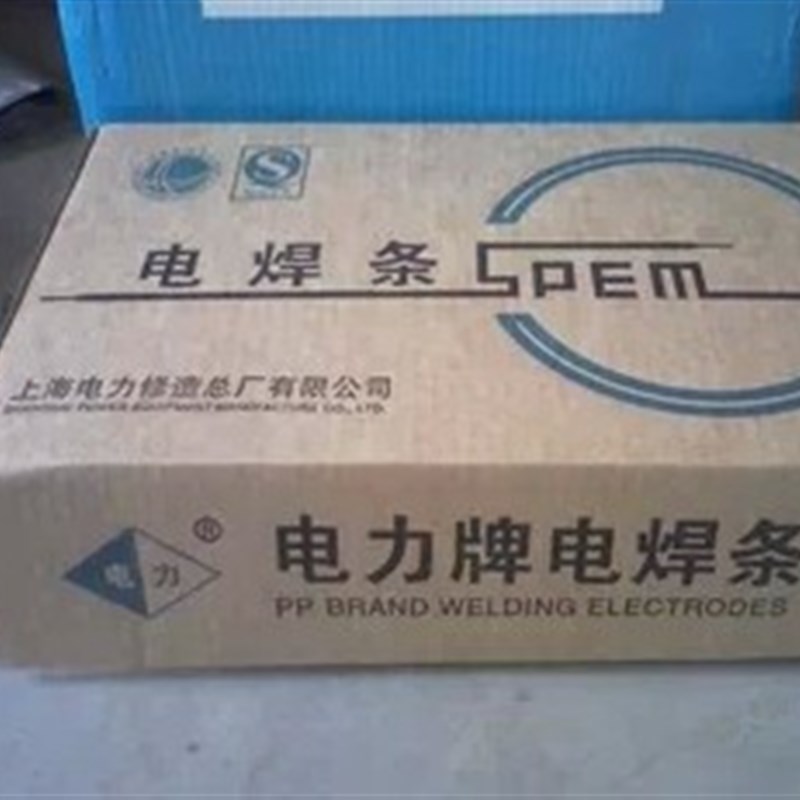 电焊条 SPEM
上海电力修造总厂有限公司
电力
®
电力牌电焊条
PP BRAND WELDING ELECTRODES